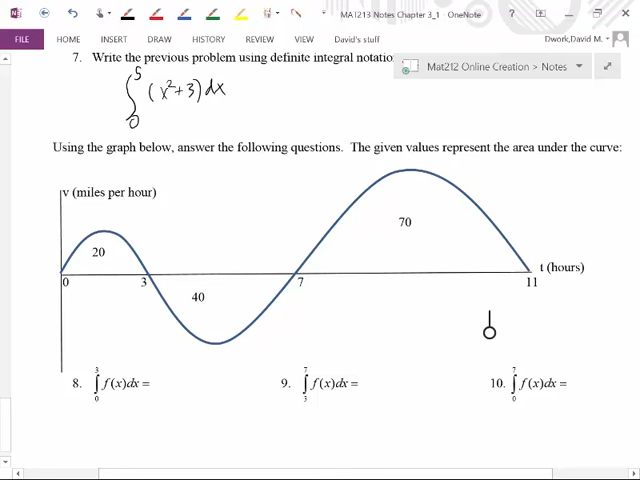 MAT213 Notes Chapter 3_1 - OneNote
HOME INSERT DRAW HISTORY REVIEW VIEW David's stuff Dwork,David M.
7. Write the previous problem using definite integral notation
Mat212 Online Creation > Notes
∫₀⁵ (x²+3) dx
Using the graph below, answer the following questions. The given values represent the area under the curve:
v (miles per hour)
70
20
t (hours)
0 3 40 7 11
8. ∫₀³ f(x)dx = 9. ∫₃⁷ f(x)dx = 10. ∫₀⁷ f(x)dx =